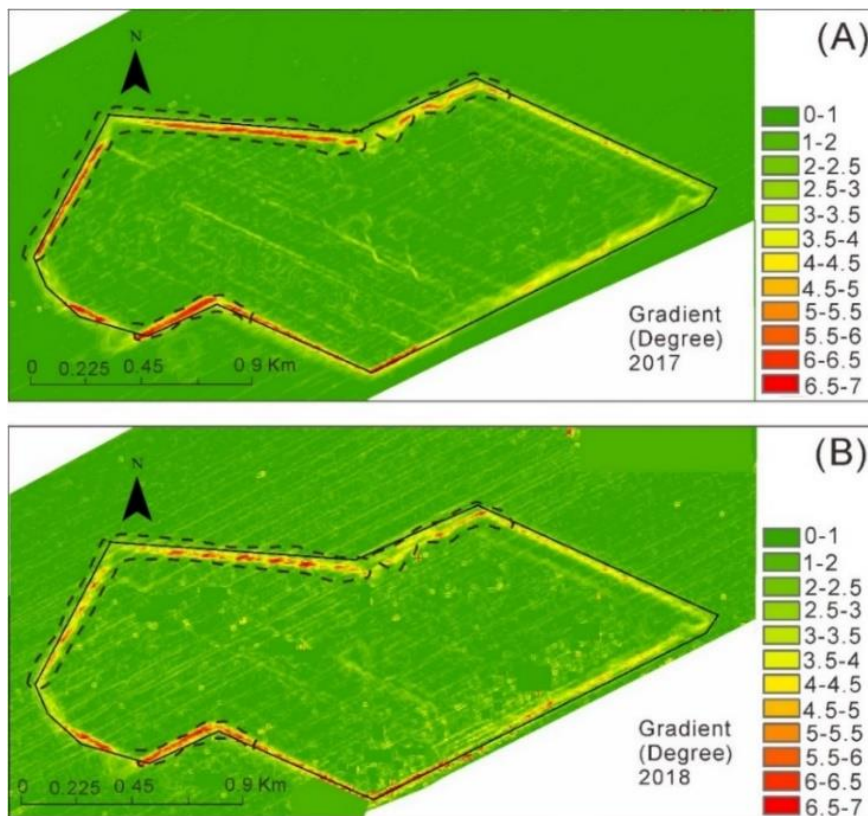 (A)
N
0-1
1-2
2-2.5
2.5-3
3-3.5
3.5-4
4-4.5
4.5-5
5-5.5
5.5-6
6-6.5
6.5-7
Gradient
(Degree)
2017
0 0.225 0.45 0.9 Km
(B)
N
0-1
1-2
2-2.5
2.5-3
3-3.5
3.5-4
4-4.5
4.5-5
5-5.5
5.5-6
6-6.5
6.5-7
Gradient
(Degree)
2018
0 0.225 0.45 0.9 Km